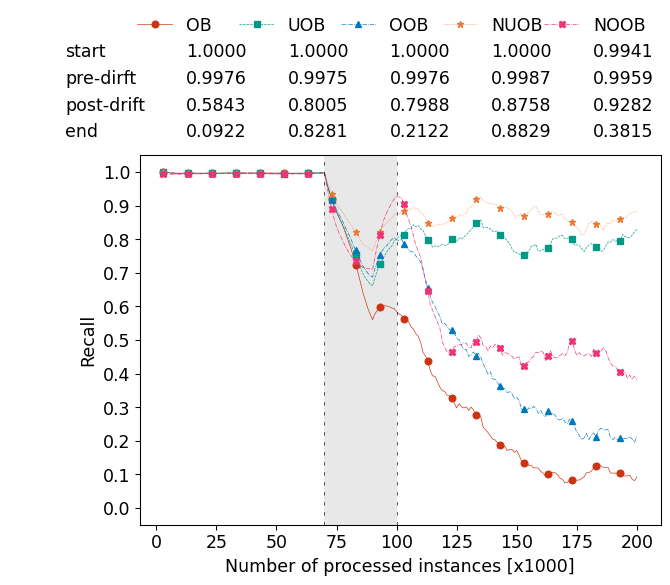 OB UOB OOB NUOB NOOB
start 1.0000 1.0000 1.0000 1.0000 0.9941
pre-dirft 0.9976 0.9975 0.9976 0.9987 0.9959
post-drift 0.5843 0.8005 0.7988 0.8758 0.9282
end 0.0922 0.8281 0.2122 0.8829 0.3815
1.0
0.9
0.8
0.7
0.6
0.5
0.4
0.3
0.2
0.1
0.0
Recall
0 25 50 75 100 125 150 175 200
Number of processed instances [x1000]